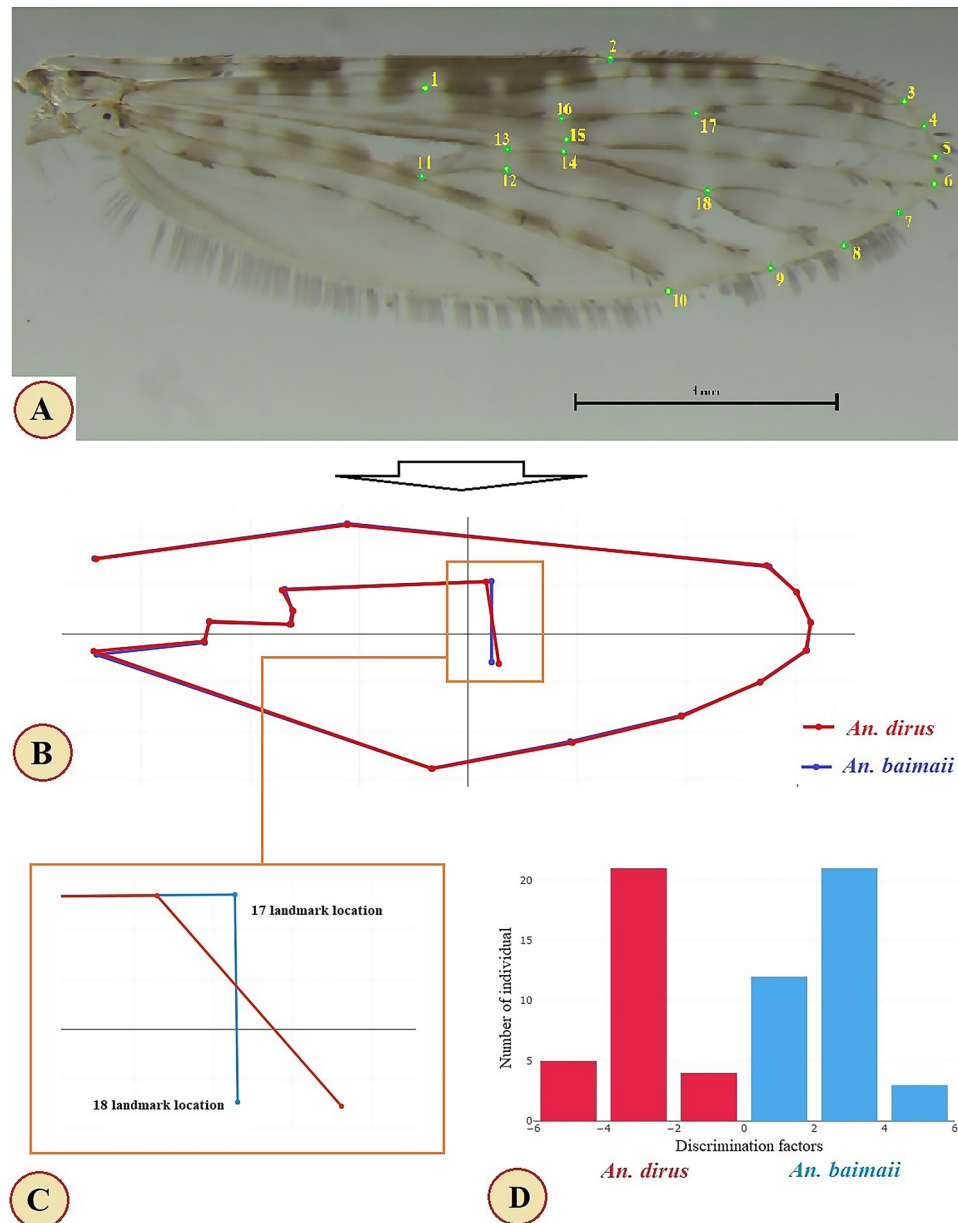 2
1
3
16
17
4
15
13
14
5
11
12
6
18
7
8
9
10
1 mm
A
B
An. dirus
An. baimaii
17 landmark location
18 landmark location
C
20
15
10
5
0
Number of individual
−6 −4 −2 0 2 4 6
Discrimination factors
An. dirus An. baimaii
D